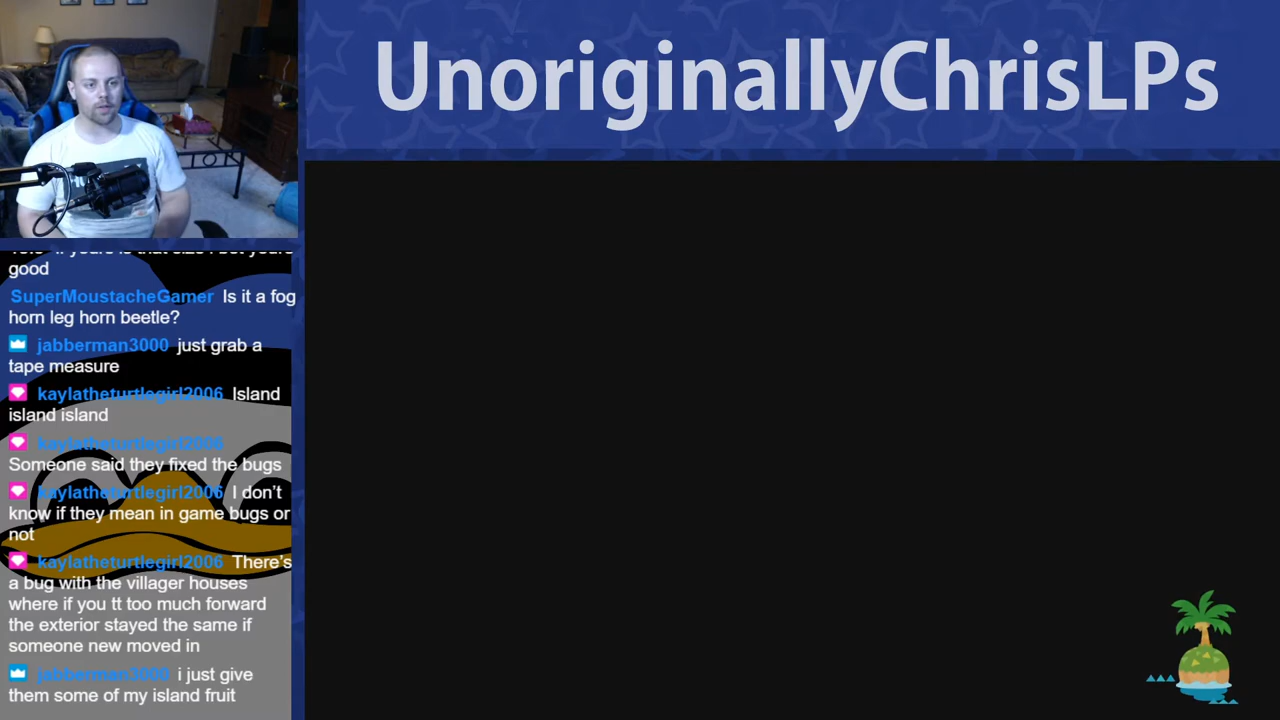 UnoriginallyChrisLPs
good
SuperMoustacheGamer Is it a fog
horn leg horn beetle?
jabberman3000 just grab a
tape measure
kaylatheturtlegirl2006 Island
island island
kaylatheturtlegirl2006
Someone said they fixed the bugs
kaylatheturtlegirl2006 I don't
know if they mean in game bugs or
not
kaylatheturtlegirl2006 There's
a bug with the villager houses
where if you tt too much forward
the exterior stayed the same if
someone new moved in
jabberman3000 i just give
them some of my island fruit